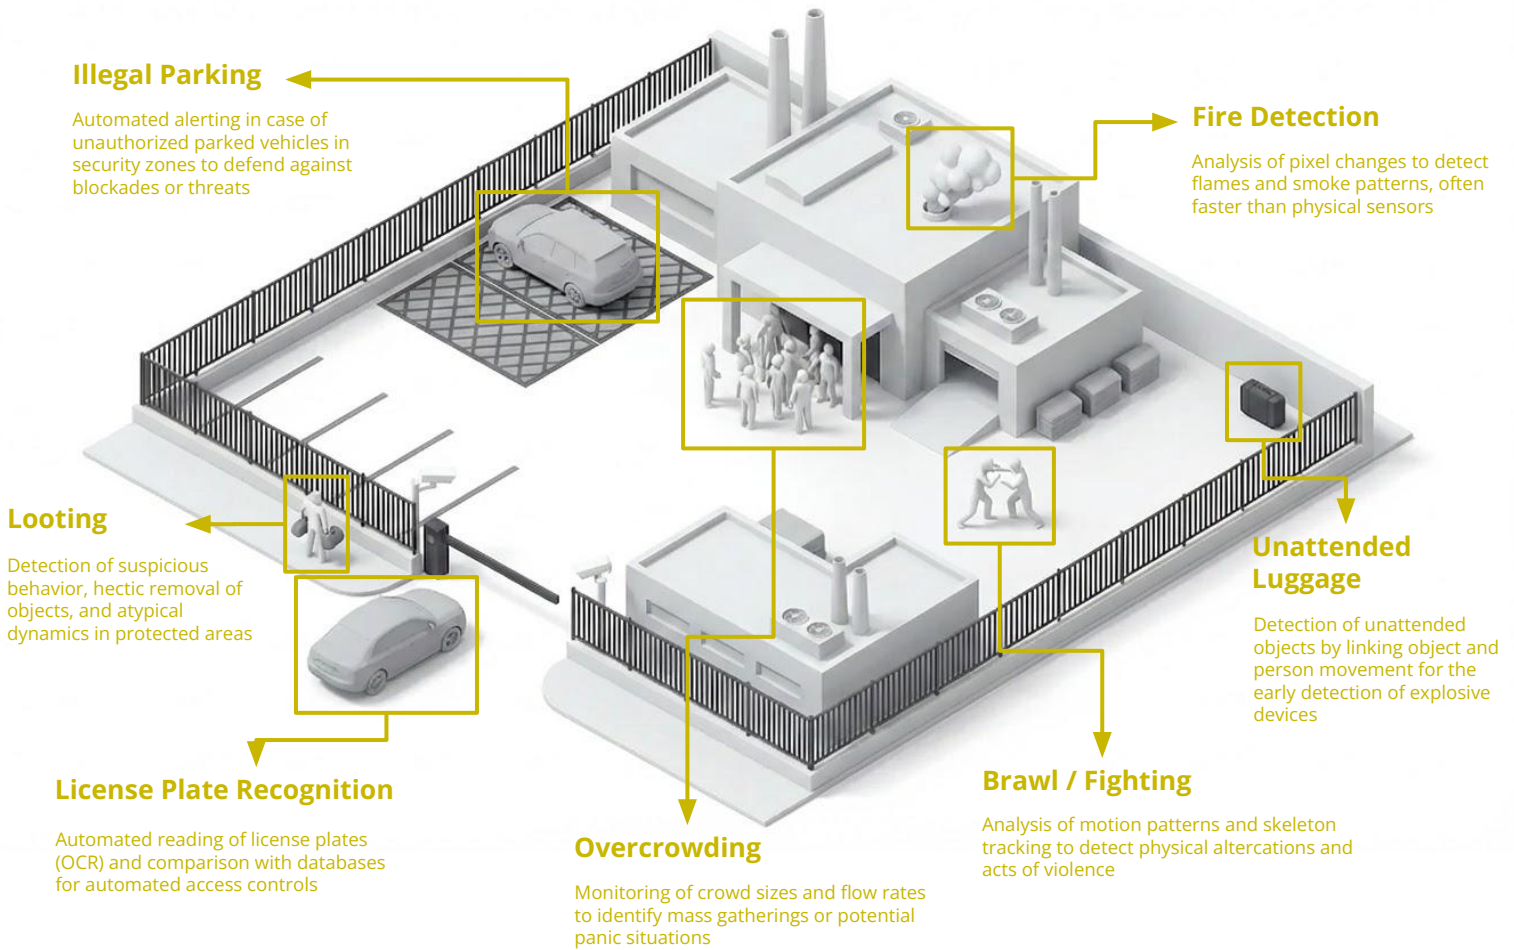 Illegal Parking
Automated alerting in case of
unauthorized parked vehicles in
security zones to defend against
blockades or threats
Fire Detection
Analysis of pixel changes to detect
flames and smoke patterns, often
faster than physical sensors
Looting
Detection of suspicious
behavior, hectic removal of
objects, and atypical
dynamics in protected areas
Unattended
Luggage
Detection of unattended
objects by linking object and
person movement for the
early detection of explosive
devices
License Plate Recognition
Automated reading of license plates
(OCR) and comparison with databases
for automated access controls
Overcrowding
Monitoring of crowd sizes and flow rates
to identify mass gatherings or potential
panic situations
Brawl / Fighting
Analysis of motion patterns and skeleton
tracking to detect physical altercations and
acts of violence